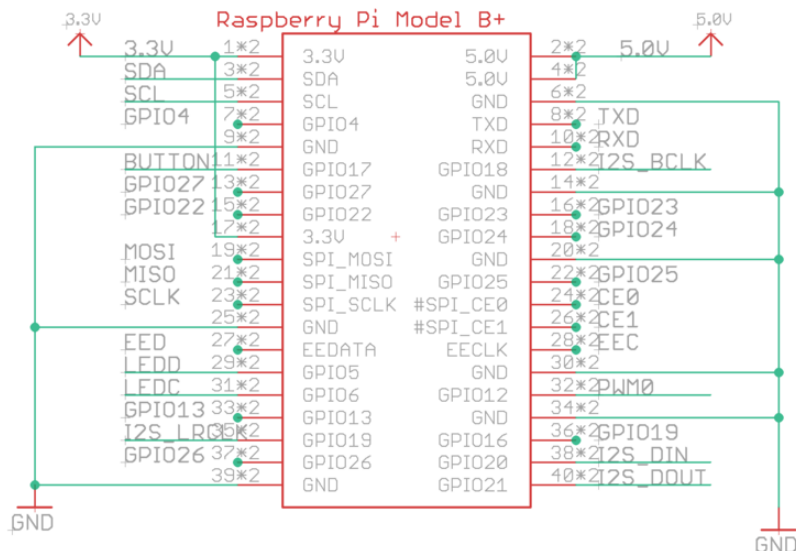 Raspberry Pi Model B+
3.3V 5.0V
3.3V 1*2 3.3V 5.0V 2*2 5.0V
SDA 3*2 SDA 5.0V 4*2
SCL 5*2 SCL GND 6*2
GPIO4 7*2 GPIO4 TXD 8*2 TXD
9*2 GND RXD 10*2 RXD
BUTTON 11*2 GPIO17 GPIO18 12*2 I2S_BCLK
GPIO27 13*2 GPIO27 GND 14*2
GPIO22 15*2 GPIO22 GPIO23 16*2 GPIO23
17*2 3.3V GPIO24 18*2 GPIO24
MOSI 19*2 SPI_MOSI GND 20*2
MISO 21*2 SPI_MISO GPIO25 22*2 GPIO25
SCLK 23*2 SPI_SCLK #SPI_CE0 24*2 CE0
25*2 GND #SPI_CE1 26*2 CE1
EED 27*2 EEDATA EECLK 28*2 EEC
LEDD 29*2 GPIO5 GND 30*2
LEDC 31*2 GPIO6 GPIO12 32*2 PWM0
GPIO13 33*2 GPIO13 GND 34*2
I2S_LRCLK 35*2 GPIO19 GPIO16 36*2 GPIO19
GPIO26 37*2 GPIO26 GPIO20 38*2 I2S_DIN
39*2 GND GPIO21 40*2 I2S_DOUT
GND GND